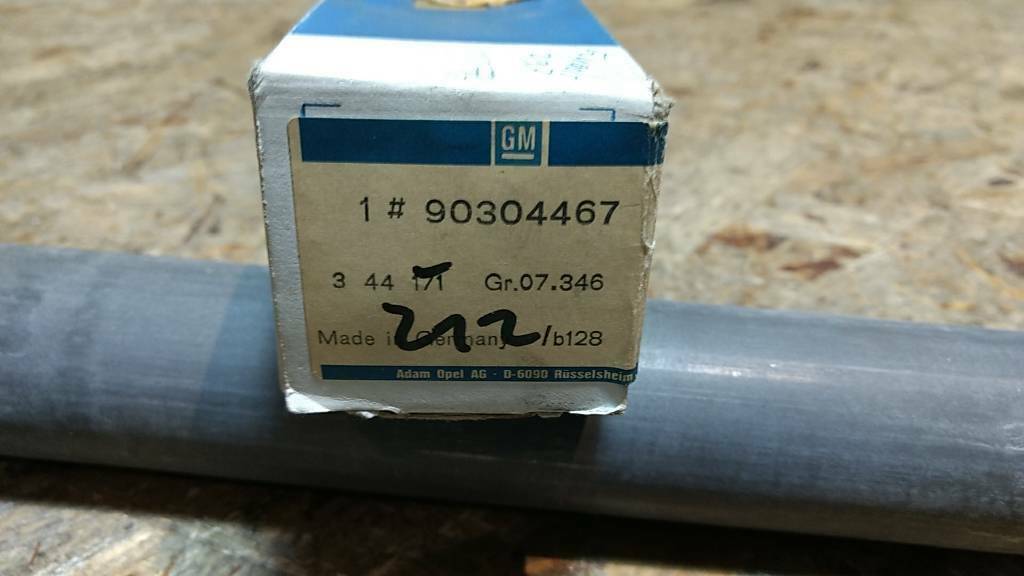 GM
1 # 90304467
3 44 171 Gr.07.346
212
Made in Germany /b128
Adam Opel AG - D-6090 Rüsselsheim